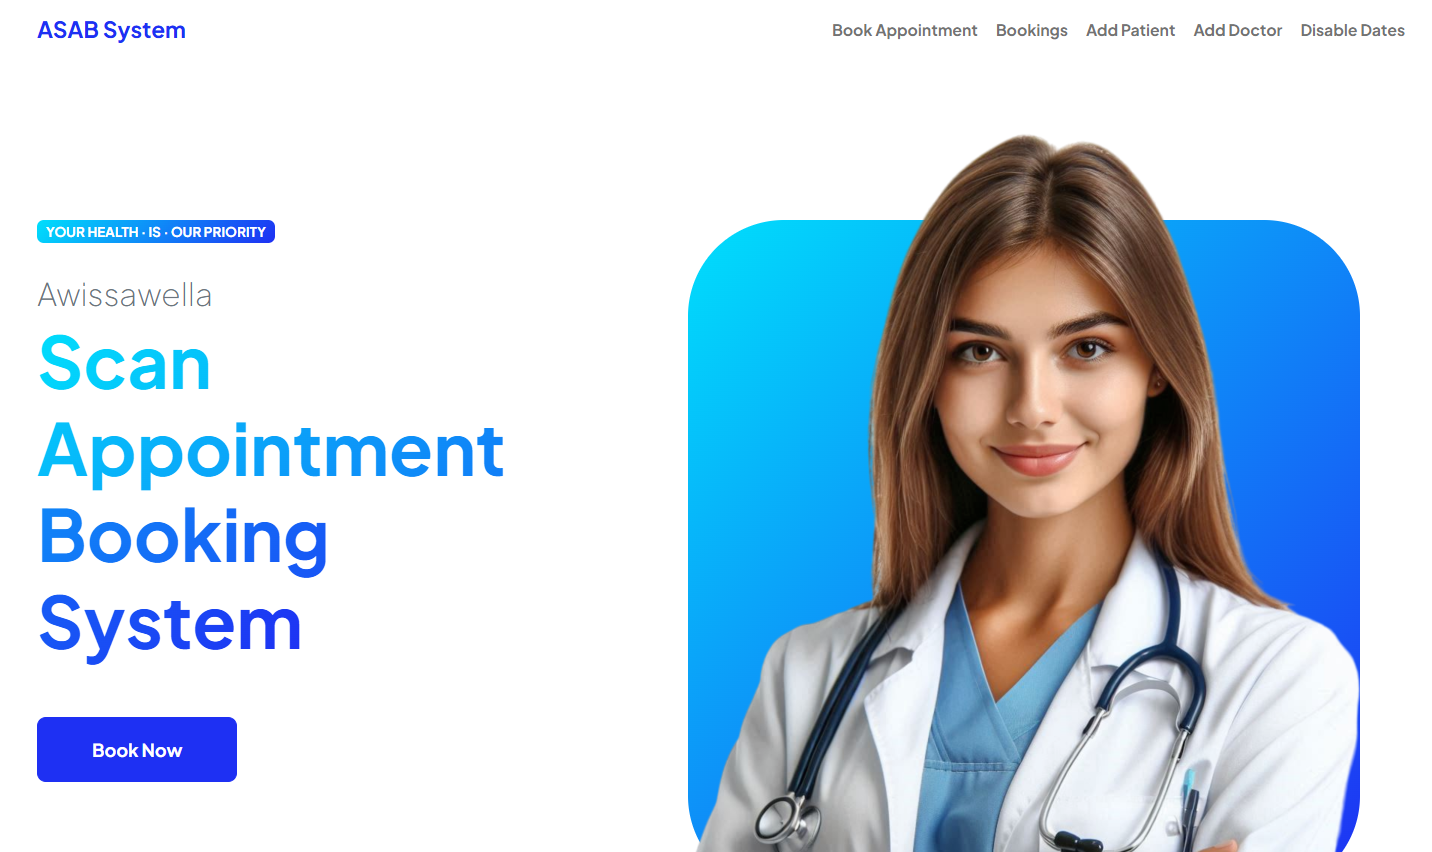 ASAB System
Book Appointment Bookings Add Patient Add Doctor Disable Dates
YOUR HEALTH · IS · OUR PRIORITY
Awissawella
Scan
Appointment
Booking
System
Book Now